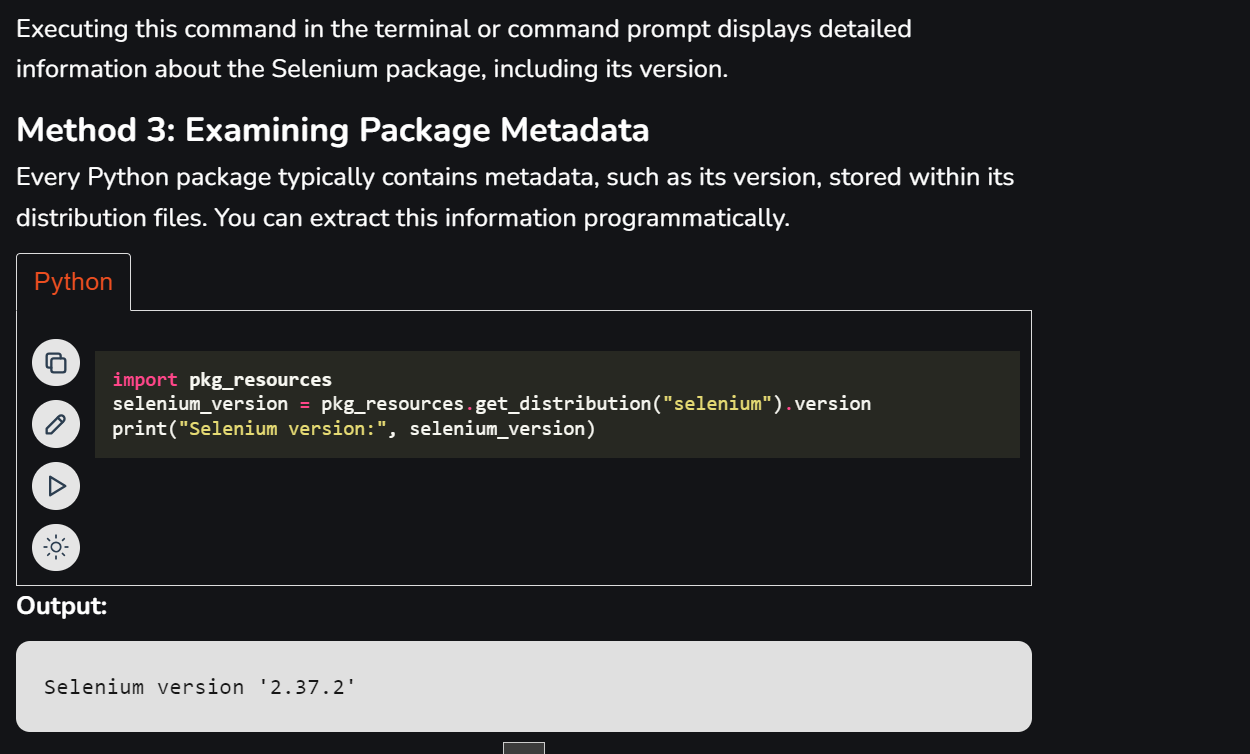 Executing this command in the terminal or command prompt displays detailed
information about the Selenium package, including its version.
Method 3: Examining Package Metadata
Every Python package typically contains metadata, such as its version, stored within its
distribution files. You can extract this information programmatically.
Python
import pkg_resources
selenium_version = pkg_resources.get_distribution("selenium").version
print("Selenium version:", selenium_version)
Output:
Selenium version '2.37.2'